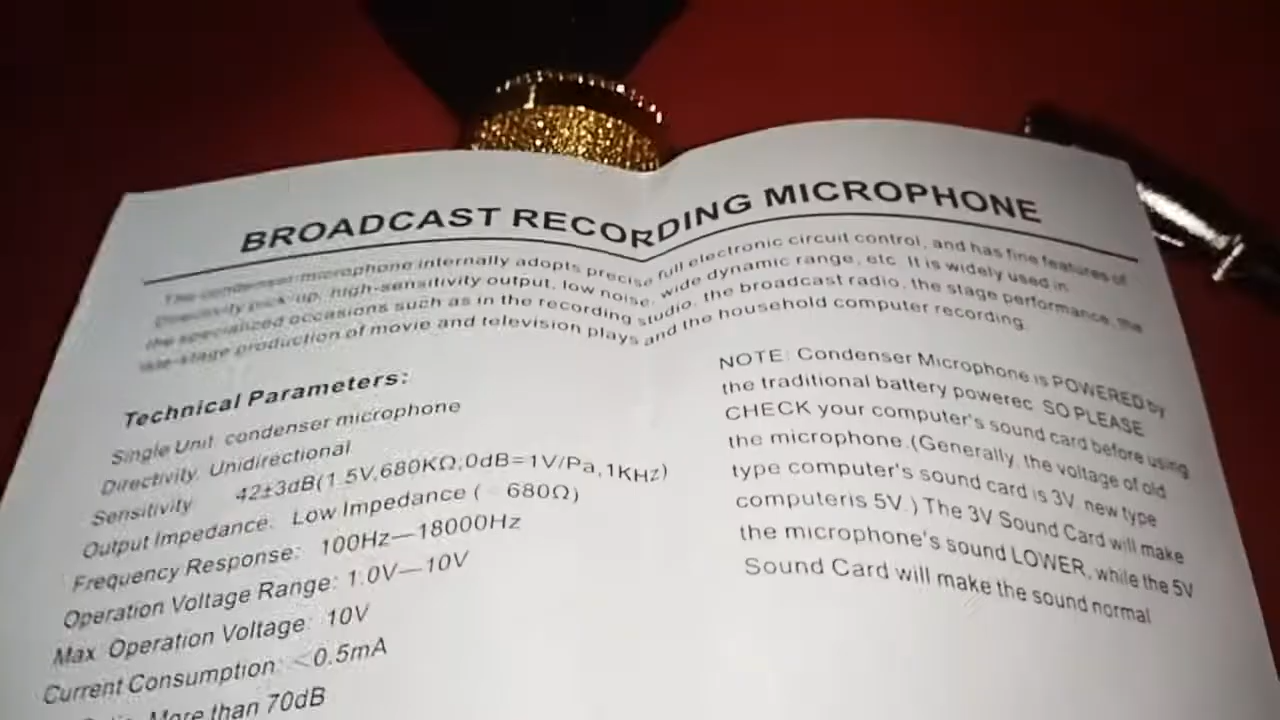 BROADCAST RECORDING MICROPHONE
The condenser microphone internally adopts precise full electronic circuit control, and has fine features of
Directivity pick-up, high-sensitivity output, low noise, wide dynamic range, etc. It is widely used in
the specialized occasions such as in the recording studio, the broadcast radio, the stage performance, the
late-stage production of movie and television plays and the household computer recording.
Technical Parameters:
Single Unit: condenser microphone
Directivity: Unidirectional
Sensitivity 42±3dB(1.5V,680KΩ,0dB=1V/Pa,1KHz)
Output Impedance: Low Impedance ( 680Ω)
Frequency Response: 100Hz—18000Hz
Operation Voltage Range: 1.0V—10V
Max. Operation Voltage: 10V
Current Consumption: <0.5mA
More than 70dB
NOTE: Condenser Microphone is POWERED by
the traditional battery powerec SO PLEASE
CHECK your computer's sound card before using
the microphone.(Generally, the voltage of old
type computer's sound card is 3V new type
computeris 5V.) The 3V Sound Card will make
the microphone's sound LOWER, while the 5V
Sound Card will make the sound normal